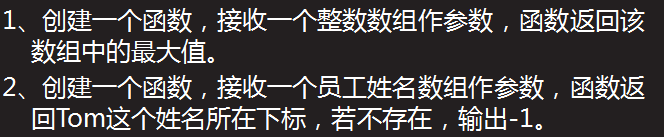 1、创建一个函数，接收一个整数数组作参数，函数返回该
数组中的最大值。
2、创建一个函数，接收一个员工姓名数组作参数，函数返
回Tom这个姓名所在下标，若不存在，输出-1。